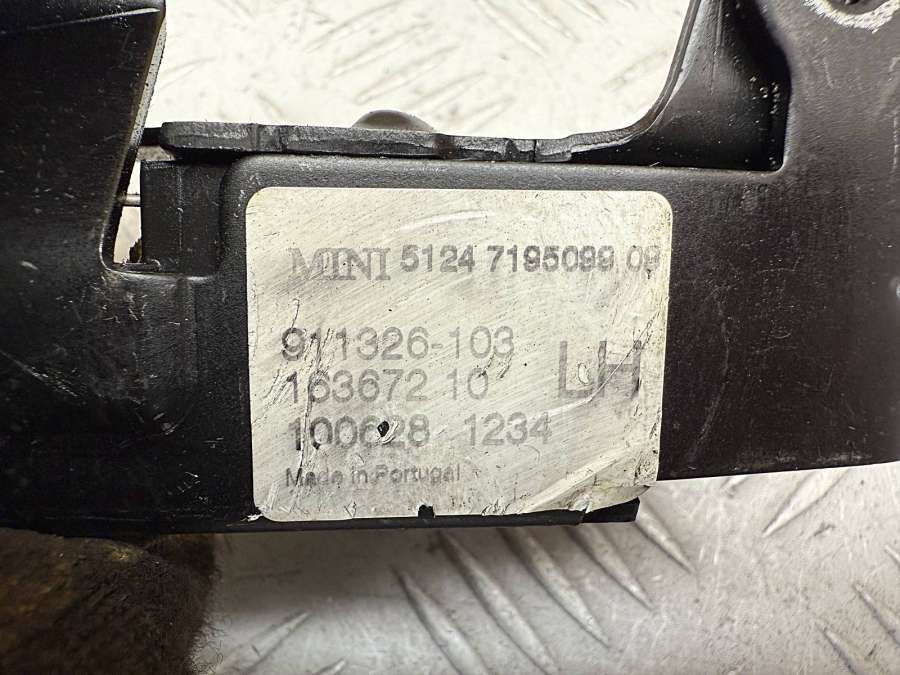 MINI 5124 7195099 09
911326-103
163672 10 LH
100628 1234
Made in Portugal